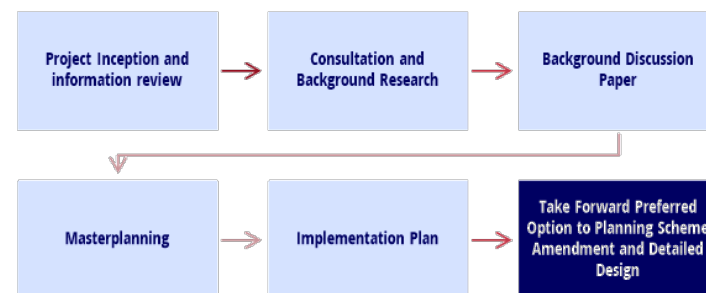 Project Inception and
information review
Consultation and
Background Research
Background Discussion
Paper
Masterplanning
Implementation Plan
Take Forward Preferred
Option to Planning Scheme
Amendment and Detailed
Design